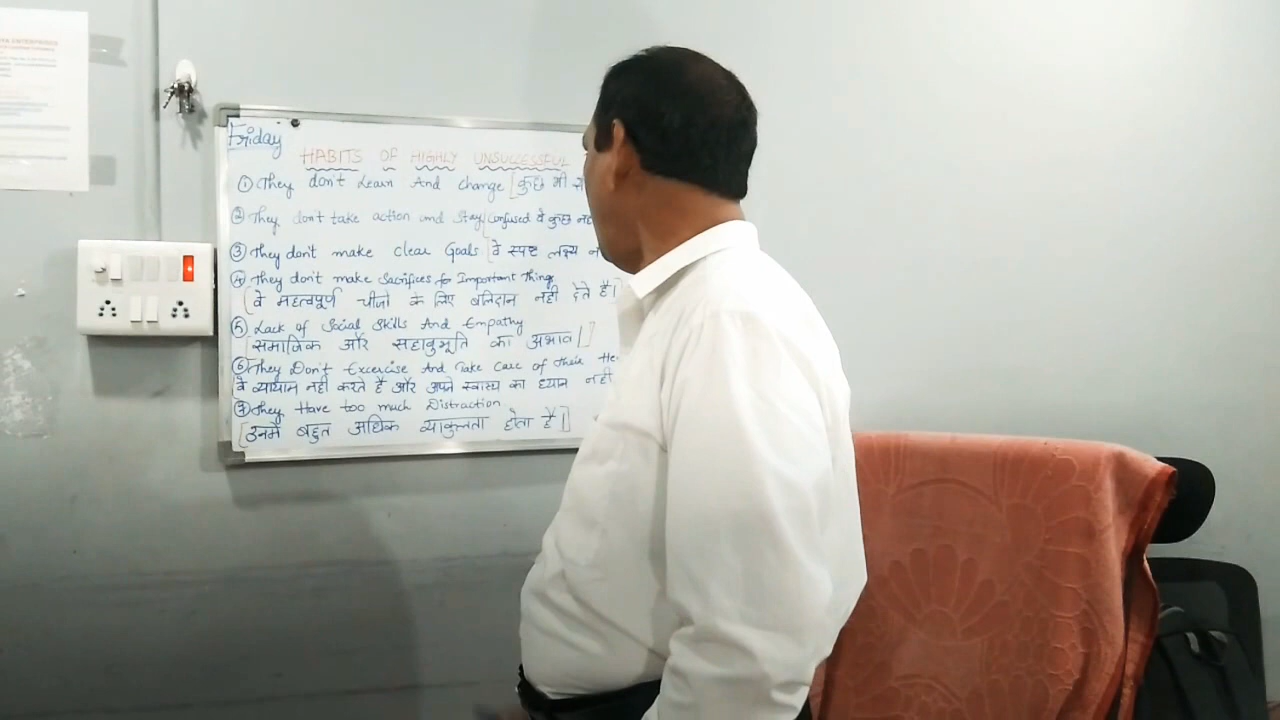 Friday
HABITS OF HIGHLY UNSUCCESSFUL
① They don't Learn And change [कुछ भी
② They don't take action and Stay confused वे कुछ
③ They don't make clear Goals [वे स्पष्ट लक्ष्य न
④ They don't make Sacrifices for Important Things
[वे महत्वपूर्ण चीजों के लिए बलिदान नही देते है।]
⑤ Lack of Social Skills And Empathy
[समाजिक और सहानुभूति का अभाव।]
⑥ They Don't Excercise And Take Care of their He
वे व्यायान नही करते है और अपने स्वास्थ का ध्यान नही
⑦ They Have too much Distraction
[उनमे बहुत अधिक याकुलता होता है।]